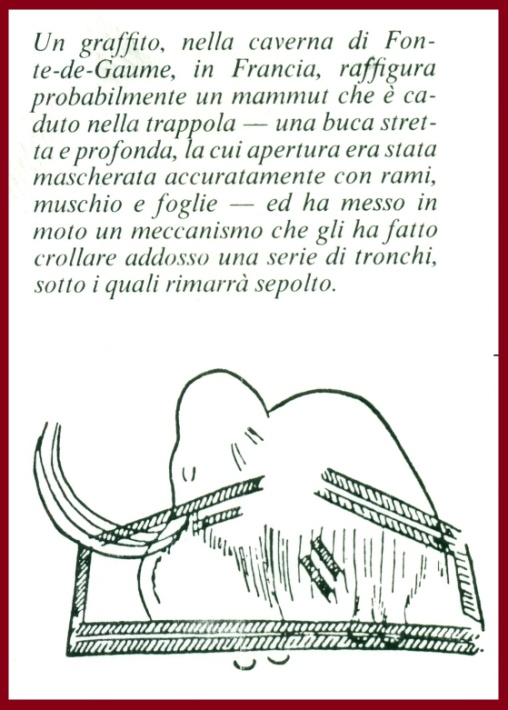 Un graffito, nella caverna di Fon-
te-de-Gaume, in Francia, raffigura
probabilmente un mammut che è ca-
duto nella trappola — una buca stret-
ta e profonda, la cui apertura era stata
mascherata accuratamente con rami,
muschio e foglie — ed ha messo in
moto un meccanismo che gli ha fatto
crollare addosso una serie di tronchi,
sotto i quali rimarrà sepolto.